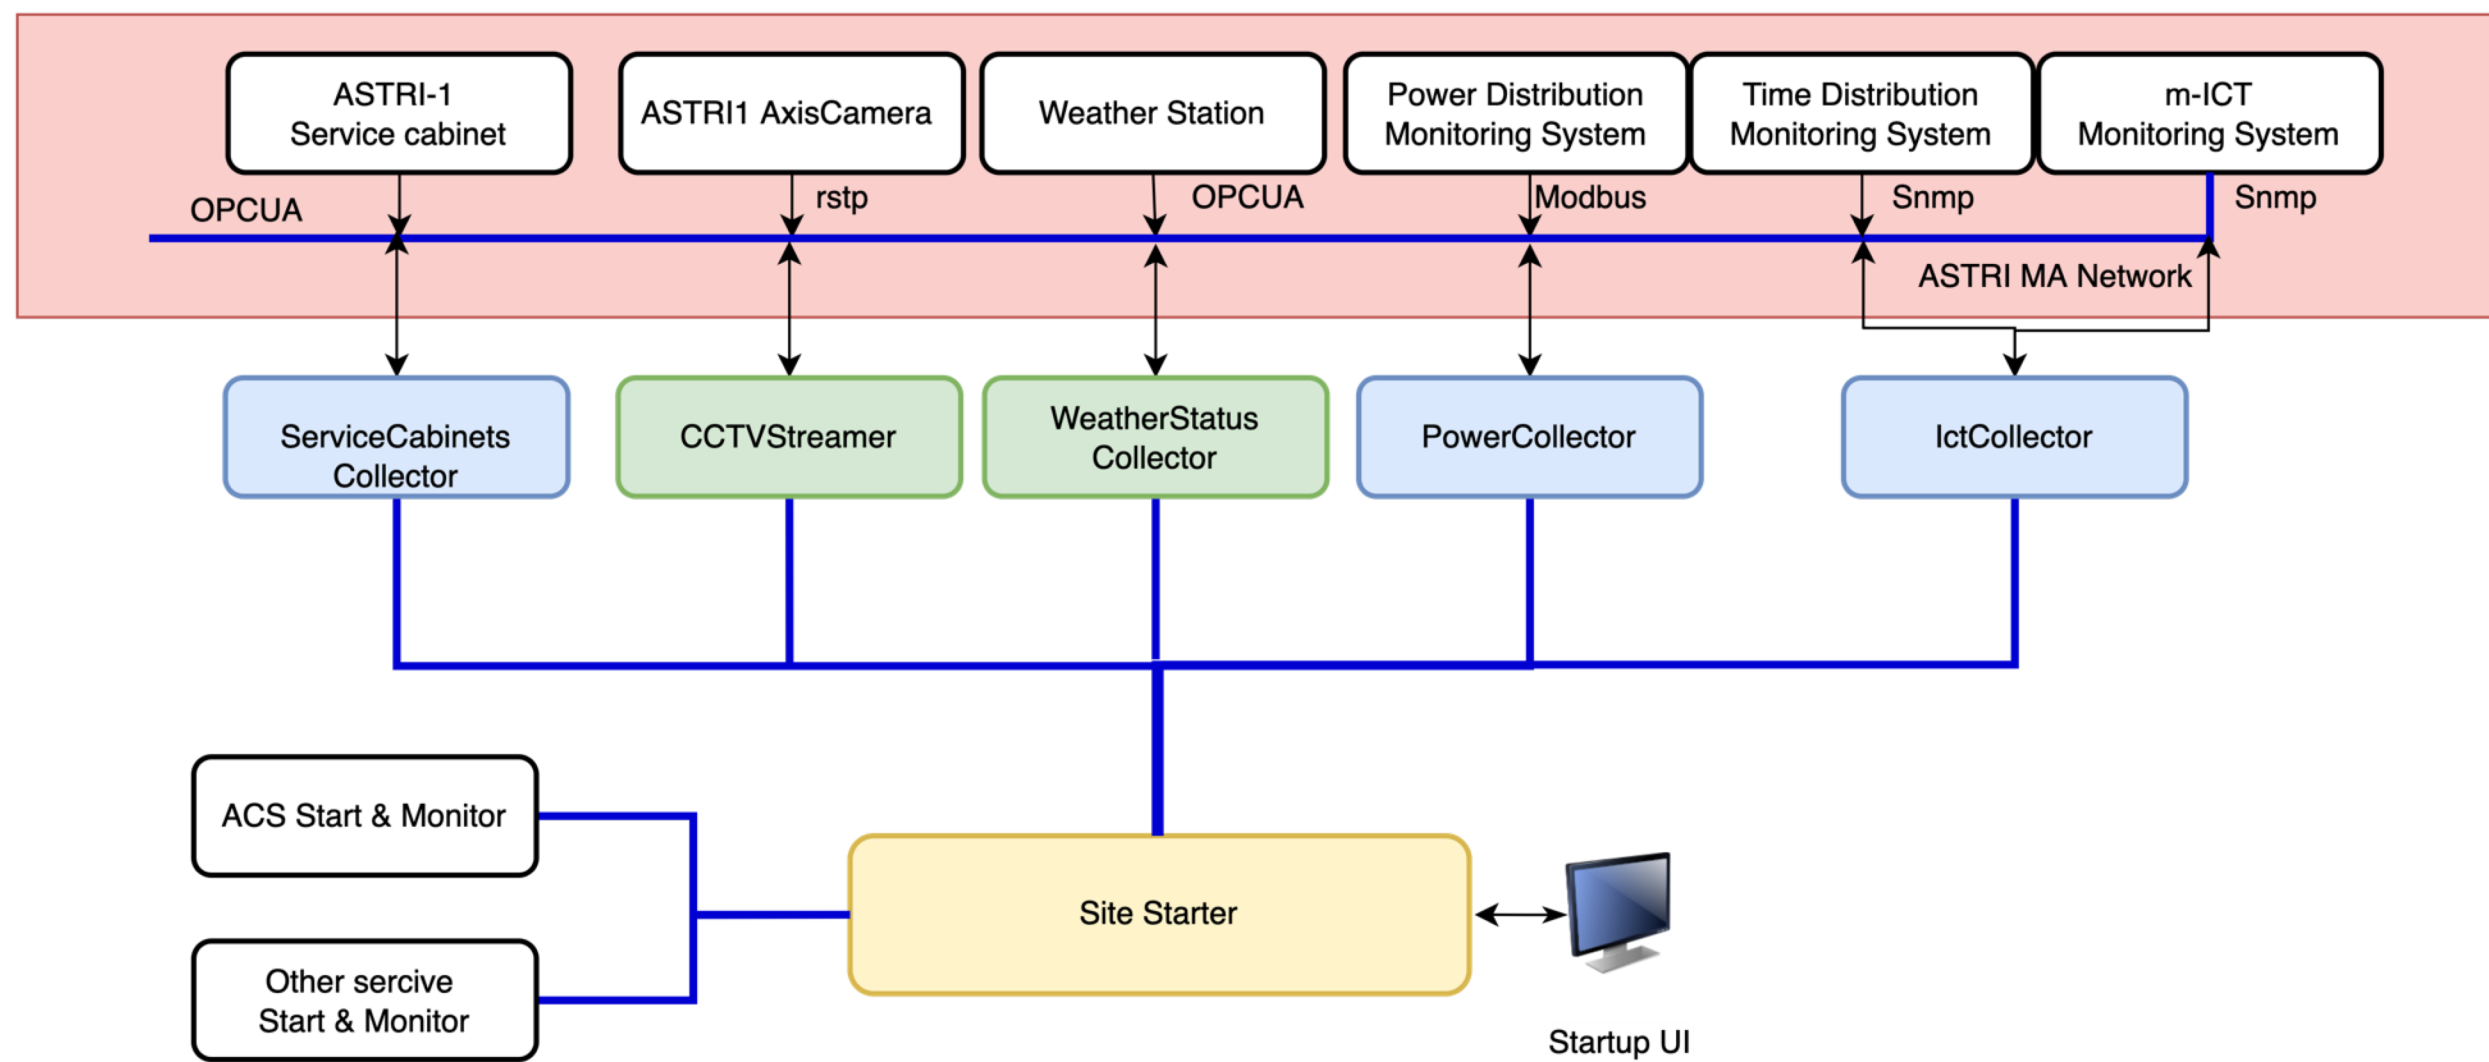 ASTRI-1
Service cabinet
ASTRI1 AxisCamera
Weather Station
Power Distribution
Monitoring System
Time Distribution
Monitoring System
m-ICT
Monitoring System
OPCUA
rstp
OPCUA
Modbus
Snmp
Snmp
ASTRI MA Network
ServiceCabinets
Collector
CCTVStreamer
WeatherStatus
Collector
PowerCollector
IctCollector
ACS Start & Monitor
Site Starter
Other sercive
Start & Monitor
Startup UI